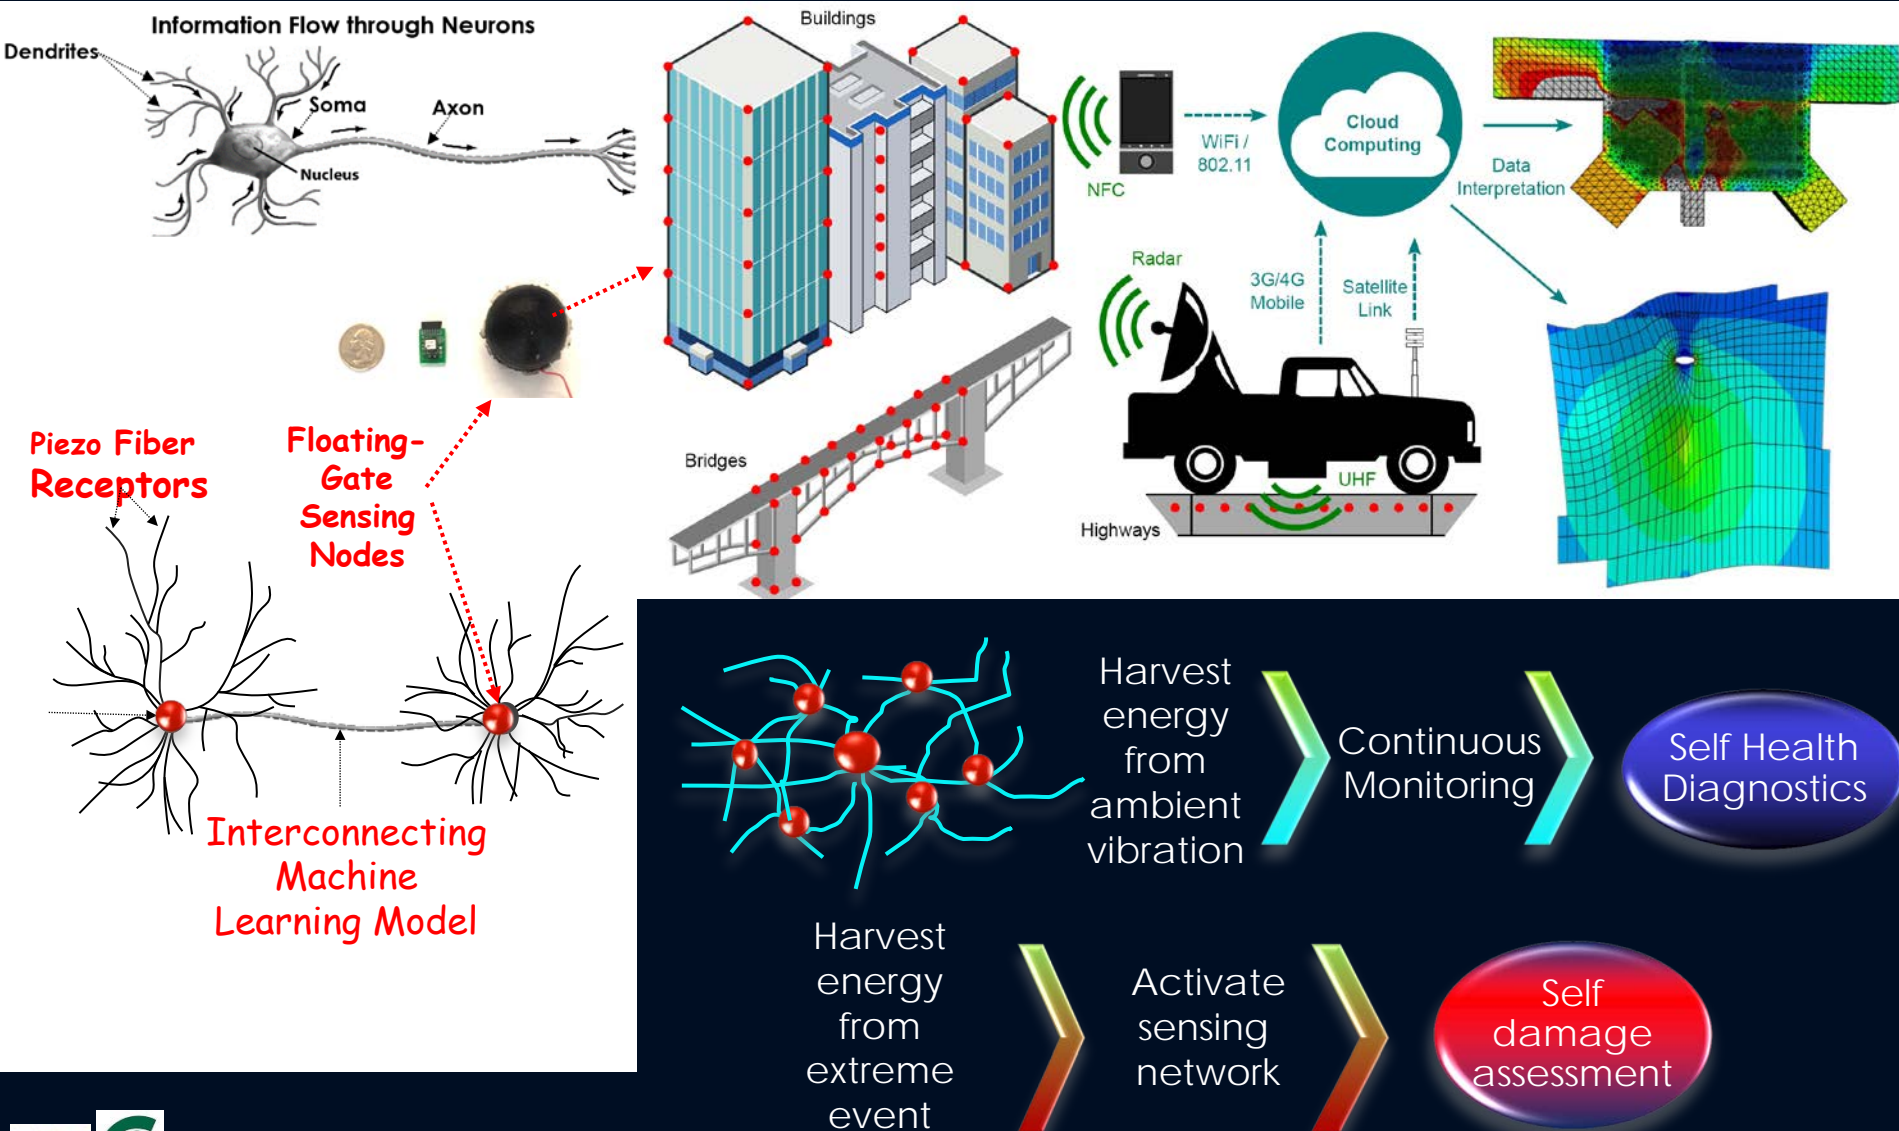 Information Flow through Neurons
Dendrites
Soma
Axon
Nucleus
Buildings
NFC
WiFi /
802.11
Cloud
Computing
Data
Interpretation
Radar
3G/4G
Mobile
Satellite
Link
UHF
Highways
Bridges
Piezo Fiber
Receptors
Floating-
Gate
Sensing
Nodes
Interconnecting
Machine
Learning Model
Harvest
energy
from
ambient
vibration
Continuous
Monitoring
Self Health
Diagnostics
Harvest
energy
from
extreme
event
Activate
sensing
network
Self
damage
assessment